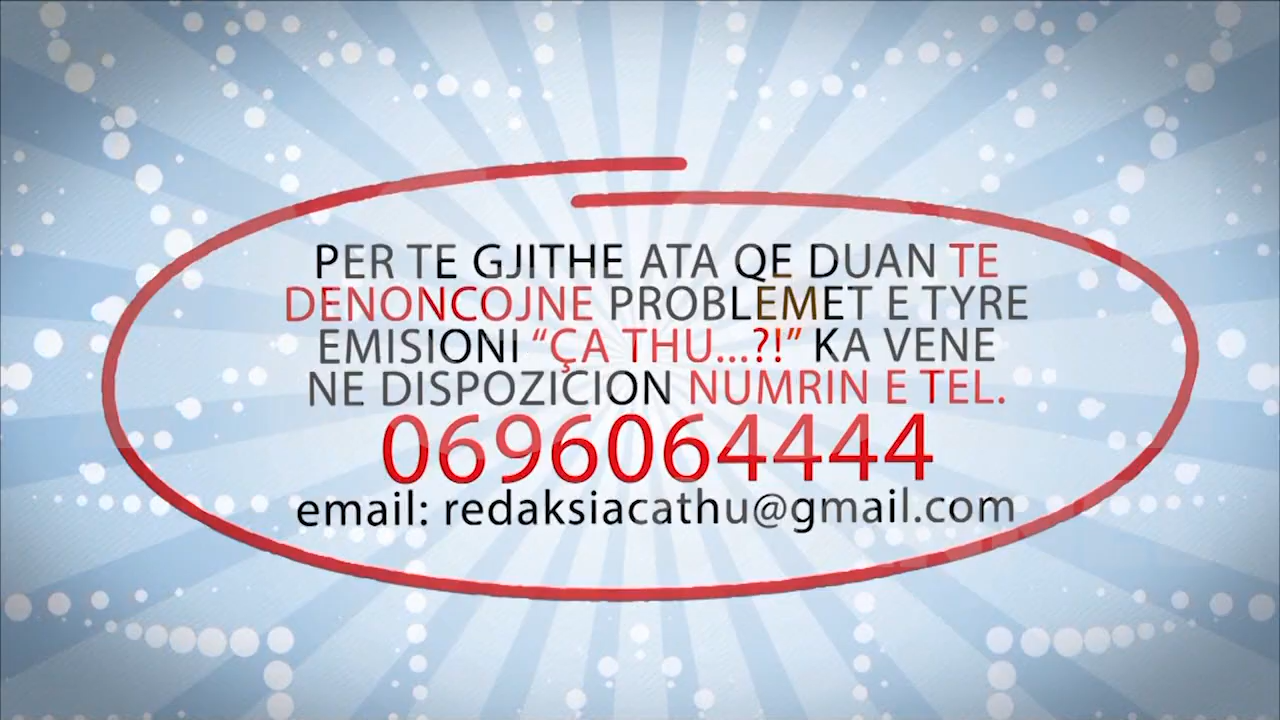 PER TE GJITHE ATA QE DUAN TE
DENONCOJNE PROBLEMET E TYRE
EMISIONI “ÇA THU...?!” KA VENE
NE DISPOZICION NUMRIN E TEL.
0696064444
email: redaksiacathu@gmail.com